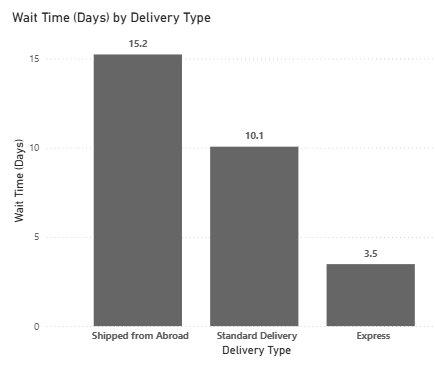 Wait Time (Days) by Delivery Type
15.2
15
10.1
10
Wait Time (Days)
5
3.5
0
Shipped from Abroad
Standard Delivery
Express
Delivery Type